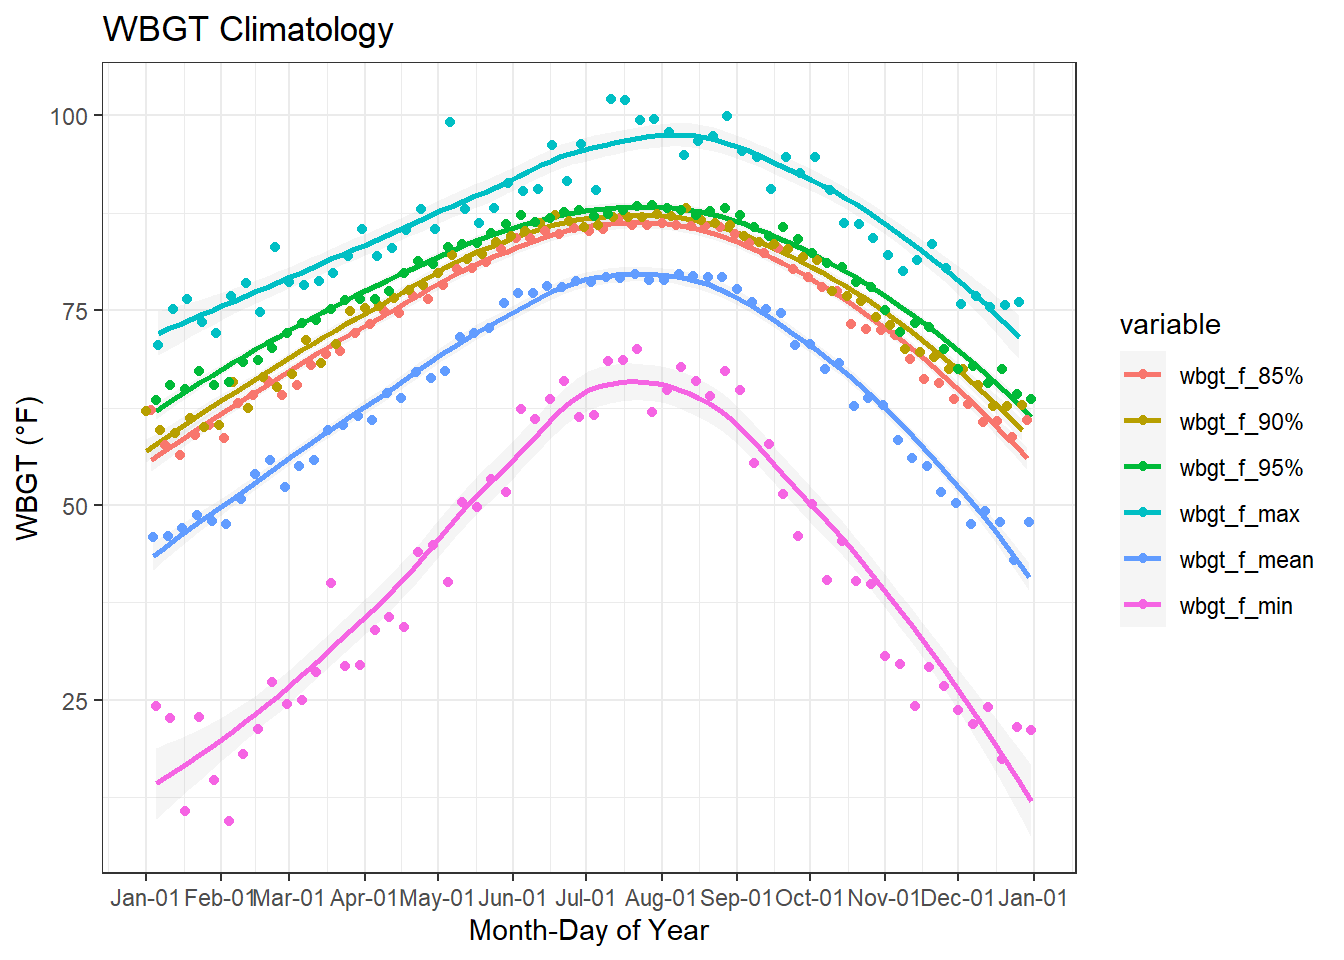 WBGT Climatology
100
75
50
25
WBGT (°F)
Jan-01 Feb-01 Mar-01 Apr-01 May-01 Jun-01 Jul-01 Aug-01 Sep-01 Oct-01 Nov-01 Dec-01 Jan-01
Month-Day of Year
variable
wbgt_f_85%
wbgt_f_90%
wbgt_f_95%
wbgt_f_max
wbgt_f_mean
wbgt_f_min